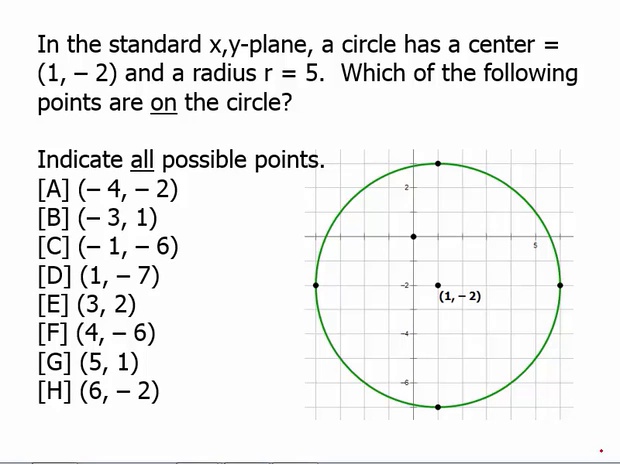 In the standard x,y-plane, a circle has a center =
(1, – 2) and a radius r = 5.  Which of the following
points are on the circle?
Indicate all possible points.
[A] (– 4, – 2)
[B] (– 3, 1)
[C] (– 1, – 6)
[D] (1, – 7)
[E] (3, 2)
[F] (4, – 6)
[G] (5, 1)
[H] (6, – 2)
2
5
–2
(1, – 2)
–4
–6